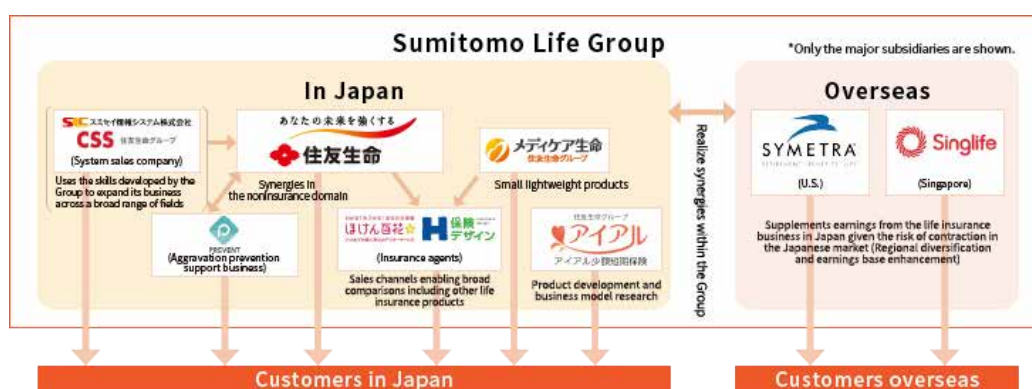 Sumitomo Life Group
*Only the major subsidiaries are shown.
In Japan
スミセイ情報システム株式会社
CSS 住友生命グループ
(System sales company)
Uses the skills developed by the
Group to expand its business
across a broad range of fields
あなたの未来を強くする
住友生命
Synergies in
the noninsurance domain
メディケア生命
住友生命グループ
Small lightweight products
PREVENT
(Aggravation prevention
support business)
ほけん百花
保険
デザイン
(Insurance agents)
Sales channels enabling broad
comparisons including other life
insurance products
住友生命グループ
アイアル
アイアル少額短期保険
Product development and
business model research
Realize synergies within the Group
Overseas
SYMETRA
(U.S.)
Singlife
(Singapore)
Supplements earnings from the life insurance
business in Japan given the risk of contraction in
the Japanese market (Regional diversification
and earnings base enhancement)
Customers in Japan
Customers overseas